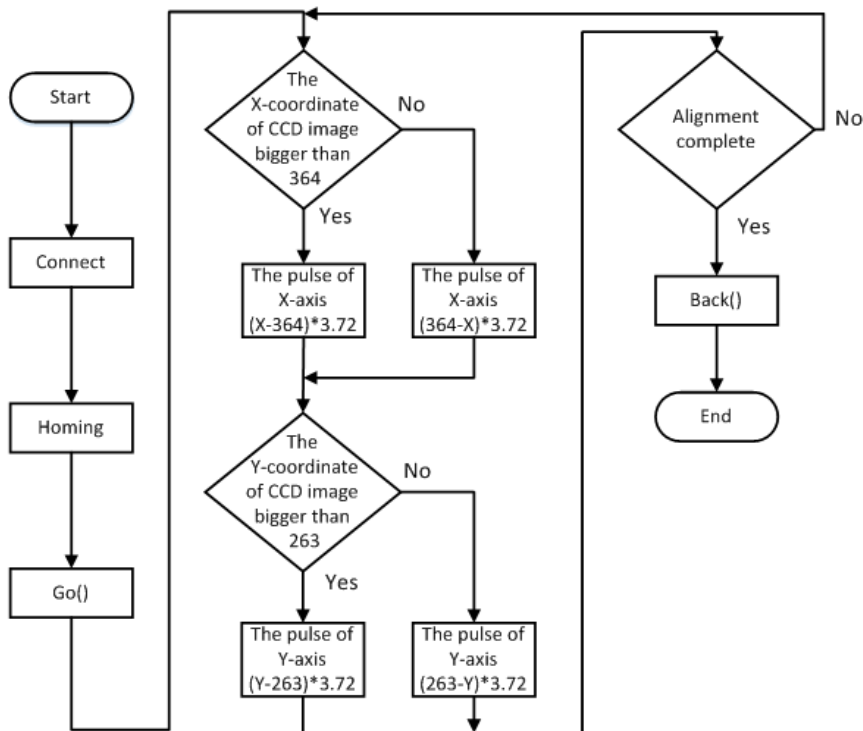 Start
Connect
Homing
Go()
The
X-coordinate
of CCD image
bigger than
364
No
Yes
The pulse of
X-axis
(X-364)*3.72
The pulse of
X-axis
(364-X)*3.72
The
Y-coordinate
of CCD image
bigger than
263
No
Yes
The pulse of
Y-axis
(Y-263)*3.72
The pulse of
Y-axis
(263-Y)*3.72
Alignment
complete
No
Yes
Back()
End